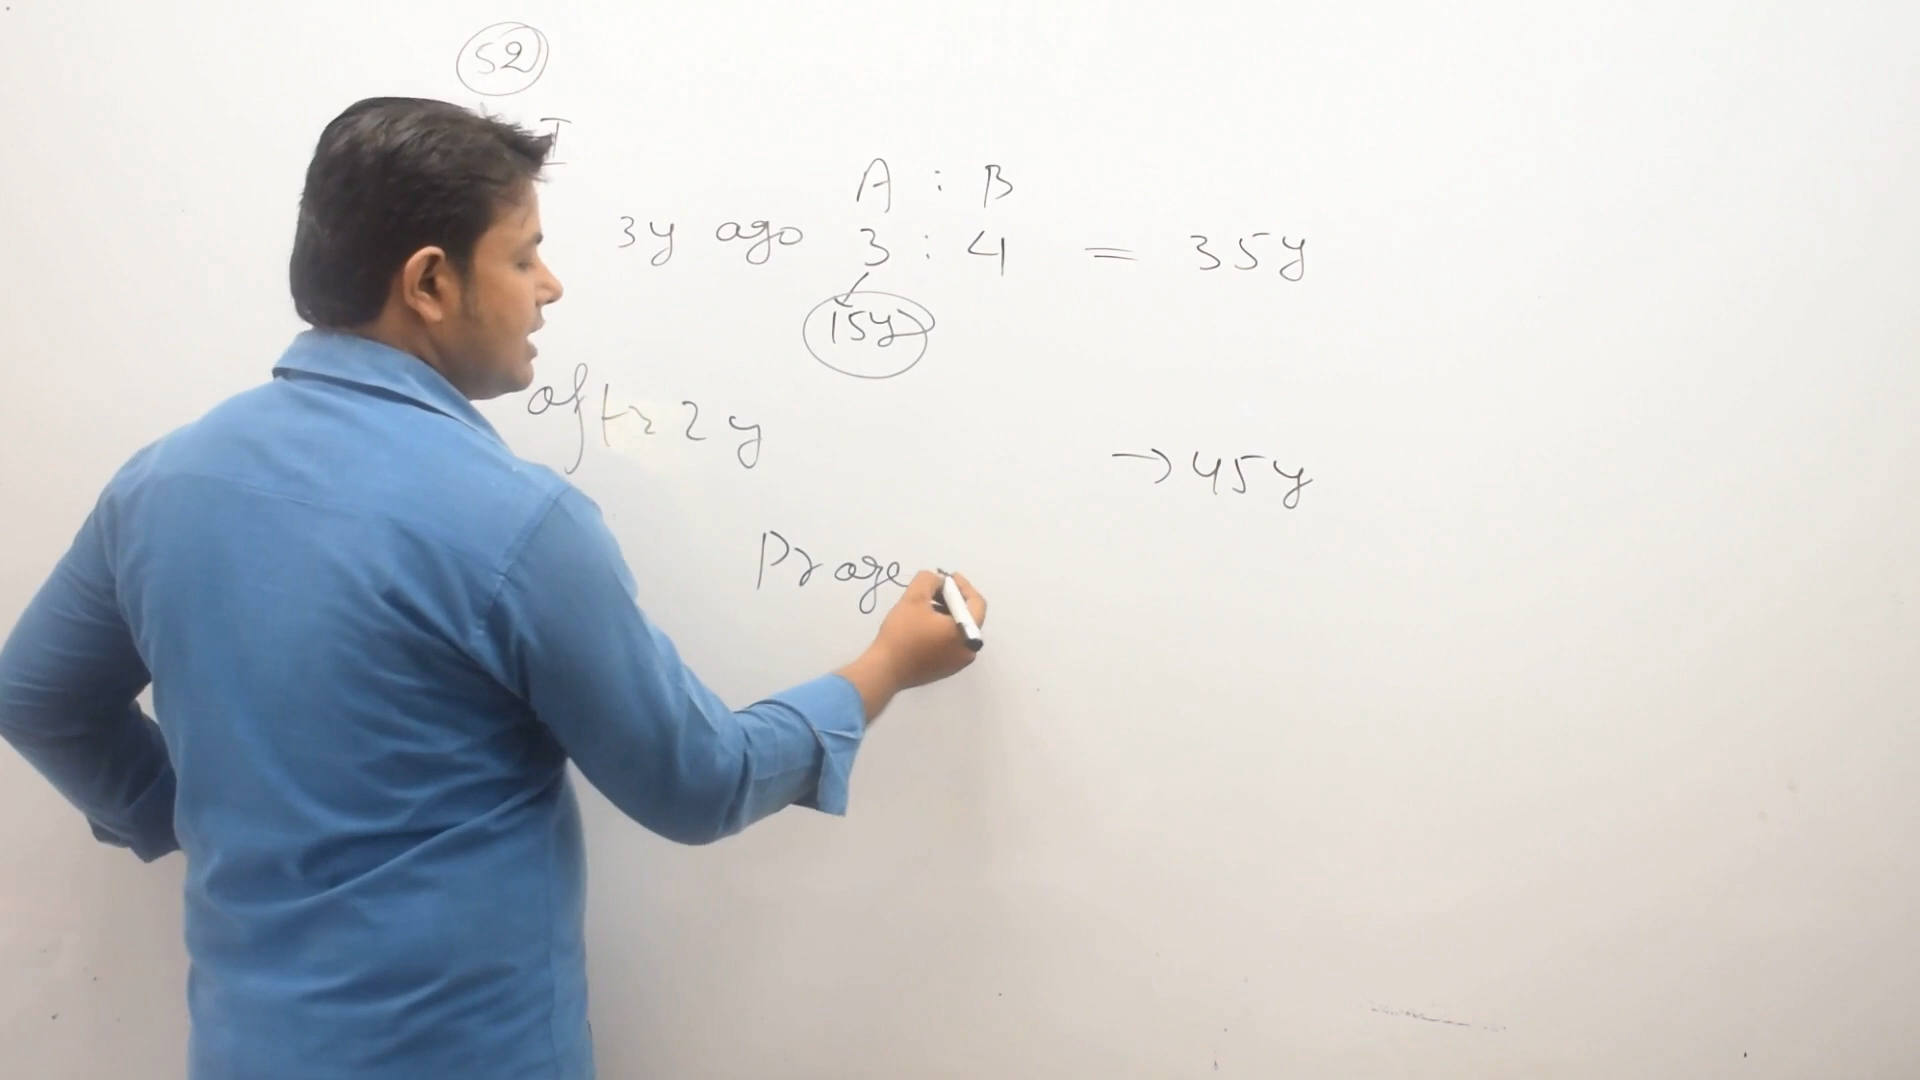 52
I
A : B
3y ago 3 : 4 = 35y
15y
after 2y → 45y
Pr age